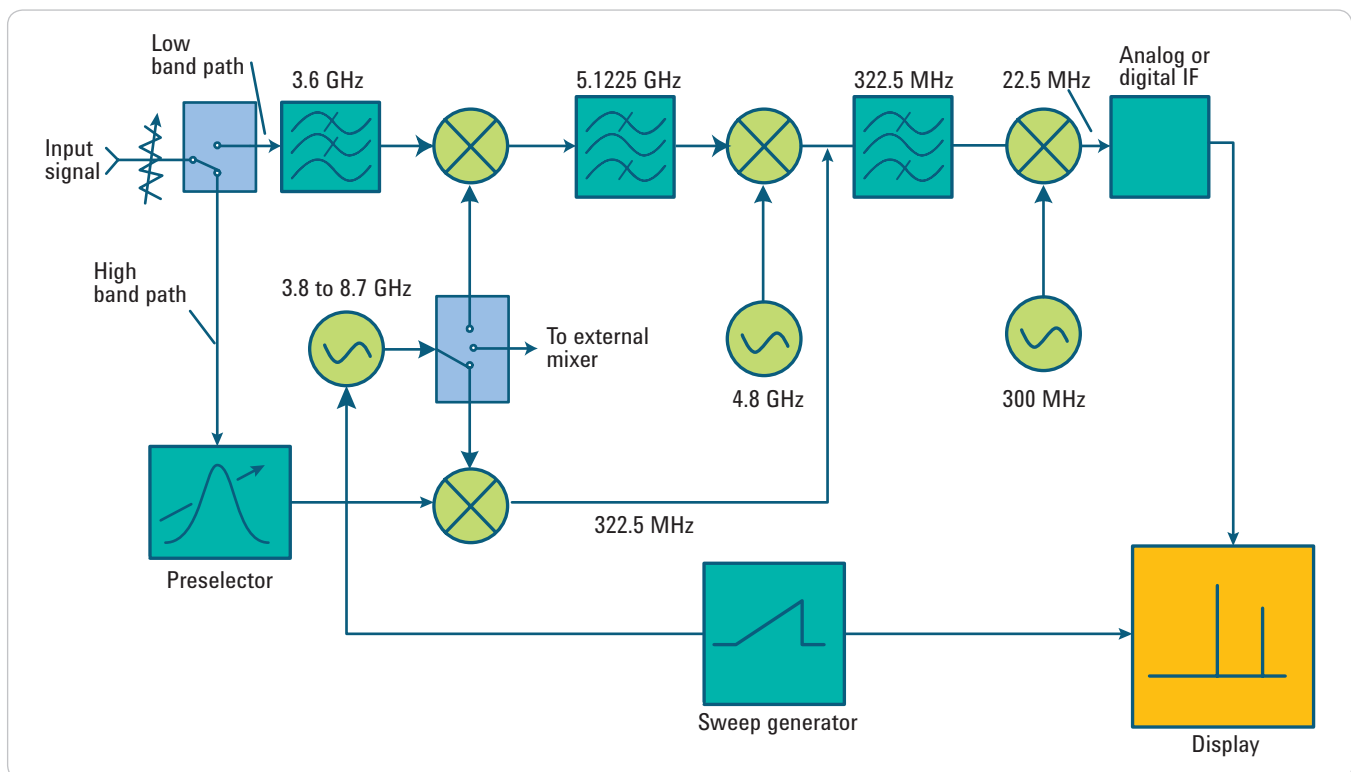 Low
band path
3.6 GHz
5.1225 GHz
322.5 MHz
22.5 MHz
Analog or
digital IF
Input
signal
High
band path
3.8 to 8.7 GHz
To external
mixer
4.8 GHz
300 MHz
322.5 MHz
Preselector
Sweep generator
Display